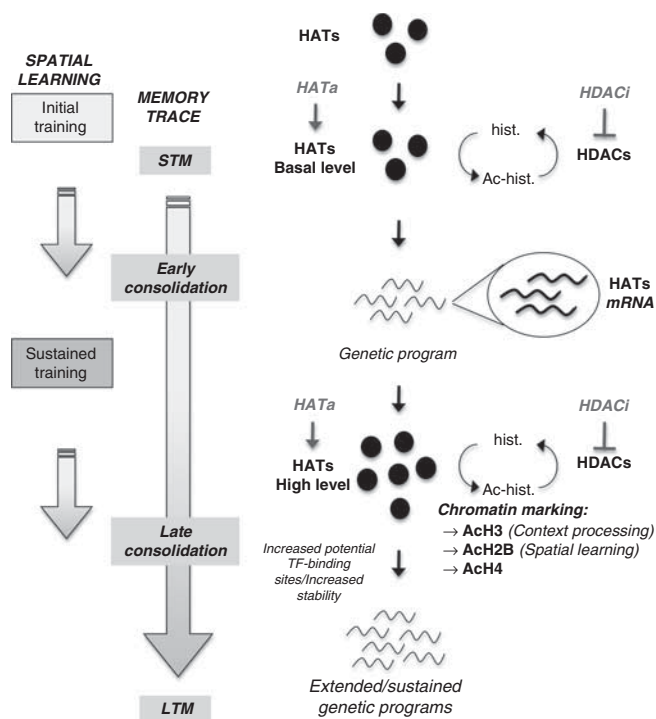 SPATIAL
LEARNING
Initial
training
Sustained
training
MEMORY
TRACE
STM
Early
consolidation
Late
consolidation
LTM
HATs
HATa
HATs
Basal level
hist.
Ac-hist.
HDACi
HDACs
HATs
mRNA
Genetic program
HATa
HATs
High level
hist.
Ac-hist.
HDACi
HDACs
Chromatin marking:
→ AcH3 (Context processing)
→ AcH2B (Spatial learning)
→ AcH4
Increased potential
TF-binding
sites/Increased
stability
Extended/sustained
genetic programs